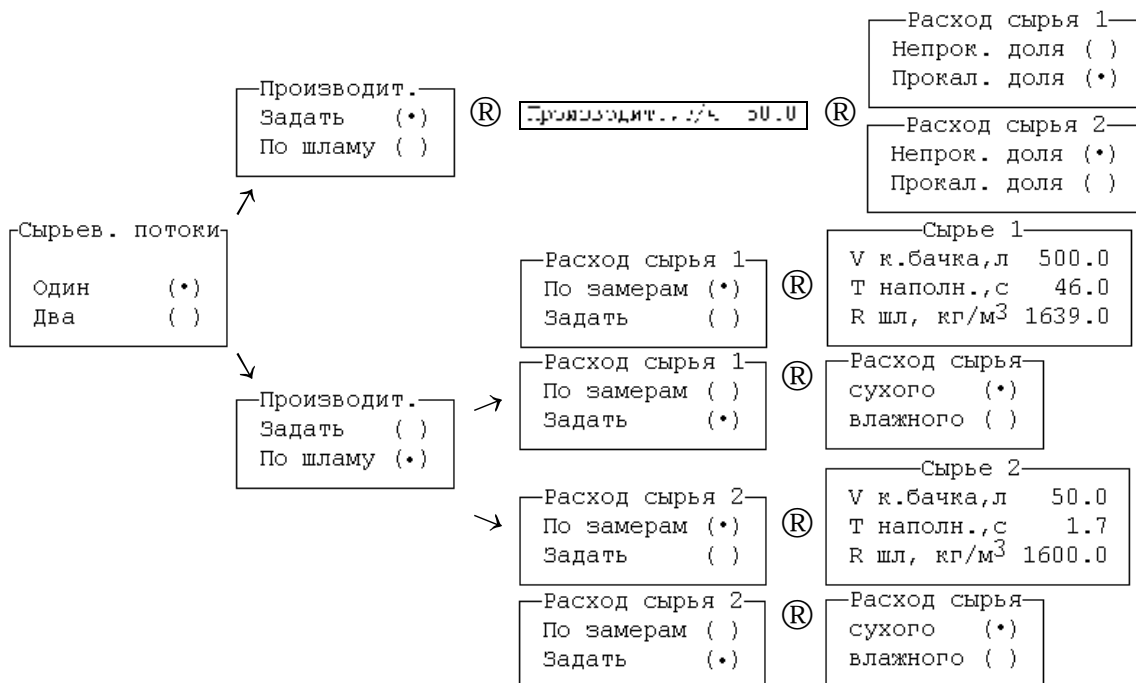 Расход сырья 1
Непрок. доля ( )
Прокал. доля (•)
Производит.
Задать (•)
По шламу ( )
®
Производит., т/ч 50.0
®
Расход сырья 2
Непрок. доля (•)
Прокал. доля ( )
Сырьев. потоки
Один (•)
Два ( )
Расход сырья 1
По замерам (•)
Задать ( )
®
Сырье 1
V к.бачка,л 500.0
Т наполн.,с 46.0
R шл, кг/м3 1639.0
Производит.
Задать ( )
По шламу (•)
Расход сырья 1
По замерам ( )
Задать (•)
®
Расход сырья
сухого (•)
влажного ( )
Расход сырья 2
По замерам (•)
Задать ( )
®
Сырье 2
V к.бачка,л 50.0
Т наполн.,с 1.7
R шл, кг/м3 1600.0
Расход сырья 2
По замерам ( )
Задать (•)
®
Расход сырья
сухого (•)
влажного ( )